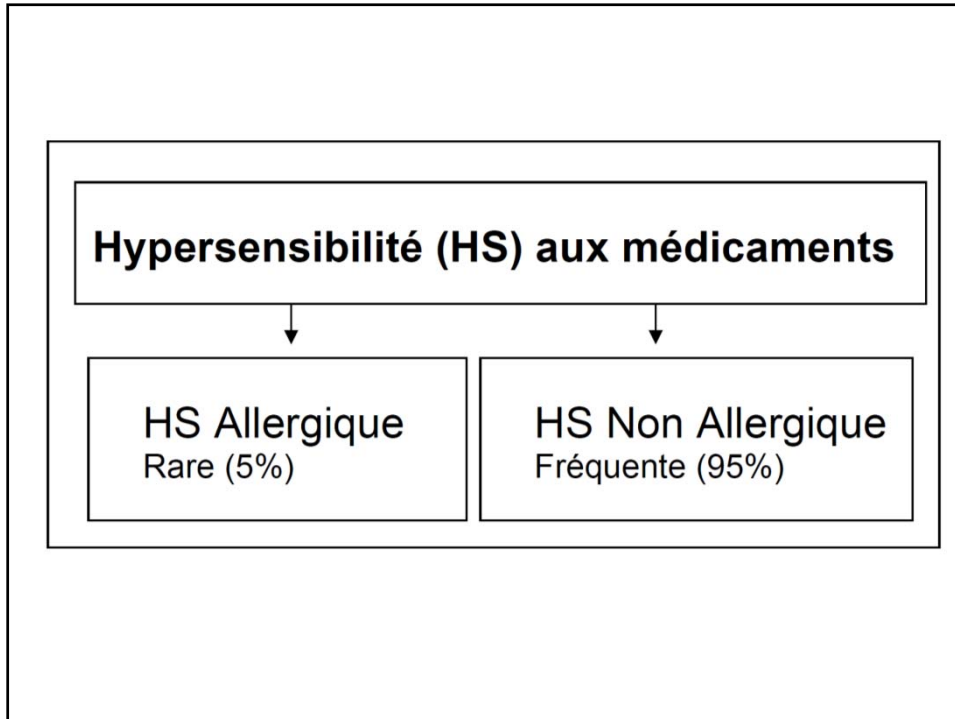 Hypersensibilité (HS) aux médicaments
HS Allergique
Rare (5%)
HS Non Allergique
Fréquente (95%)